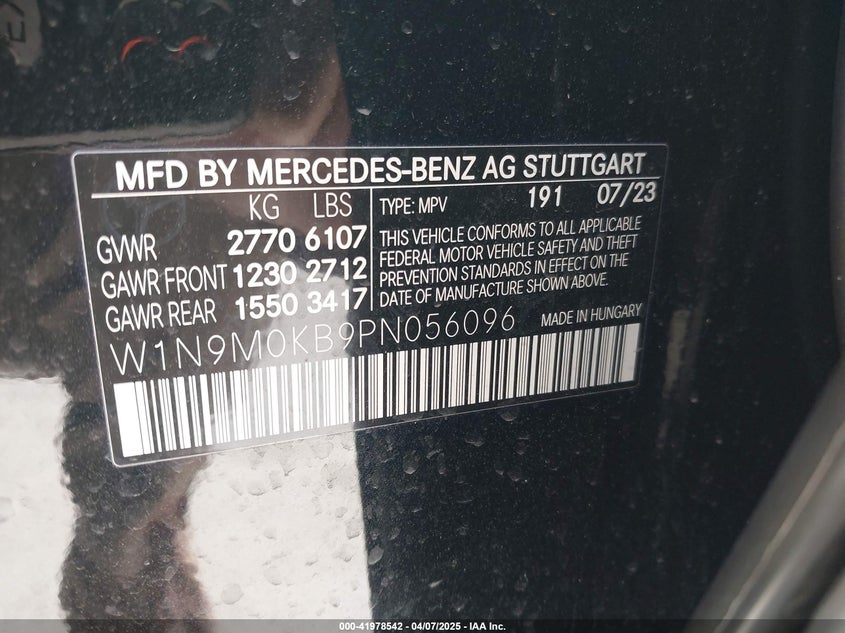 MFD BY MERCEDES-BENZ AG STUTTGART
KG LBS TYPE: MPV 191 07/23
GVWR 2770 6107
GAWR FRONT 1230 2712
GAWR REAR 1550 3417
THIS VEHICLE CONFORMS TO ALL APPLICABLE
FEDERAL MOTOR VEHICLE SAFETY AND THEFT
PREVENTION STANDARDS IN EFFECT ON THE
DATE OF MANUFACTURE SHOWN ABOVE.
W1N9M0KB9PN056096 MADE IN HUNGARY
000-41978542 - 04/07/2025 - IAA Inc.